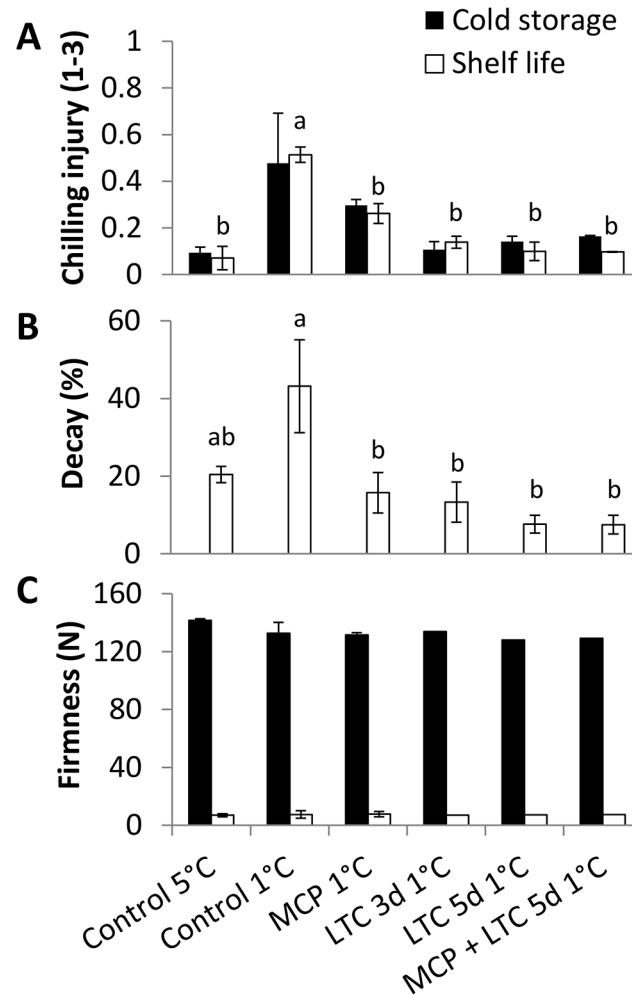 Cold storage
Shelf life
A
Chilling injury (1-3)
1
0.8
0.6
0.4
0.2
0
b
a
b
b
b
b
B
Decay (%)
60
40
20
0
ab
a
b
b
b
b
C
Firmness (N)
160
120
80
40
0
Control 5°C
Control 1°C
MCP 1°C
LTC 3d 1°C
LTC 5d 1°C
MCP + LTC 5d 1°C